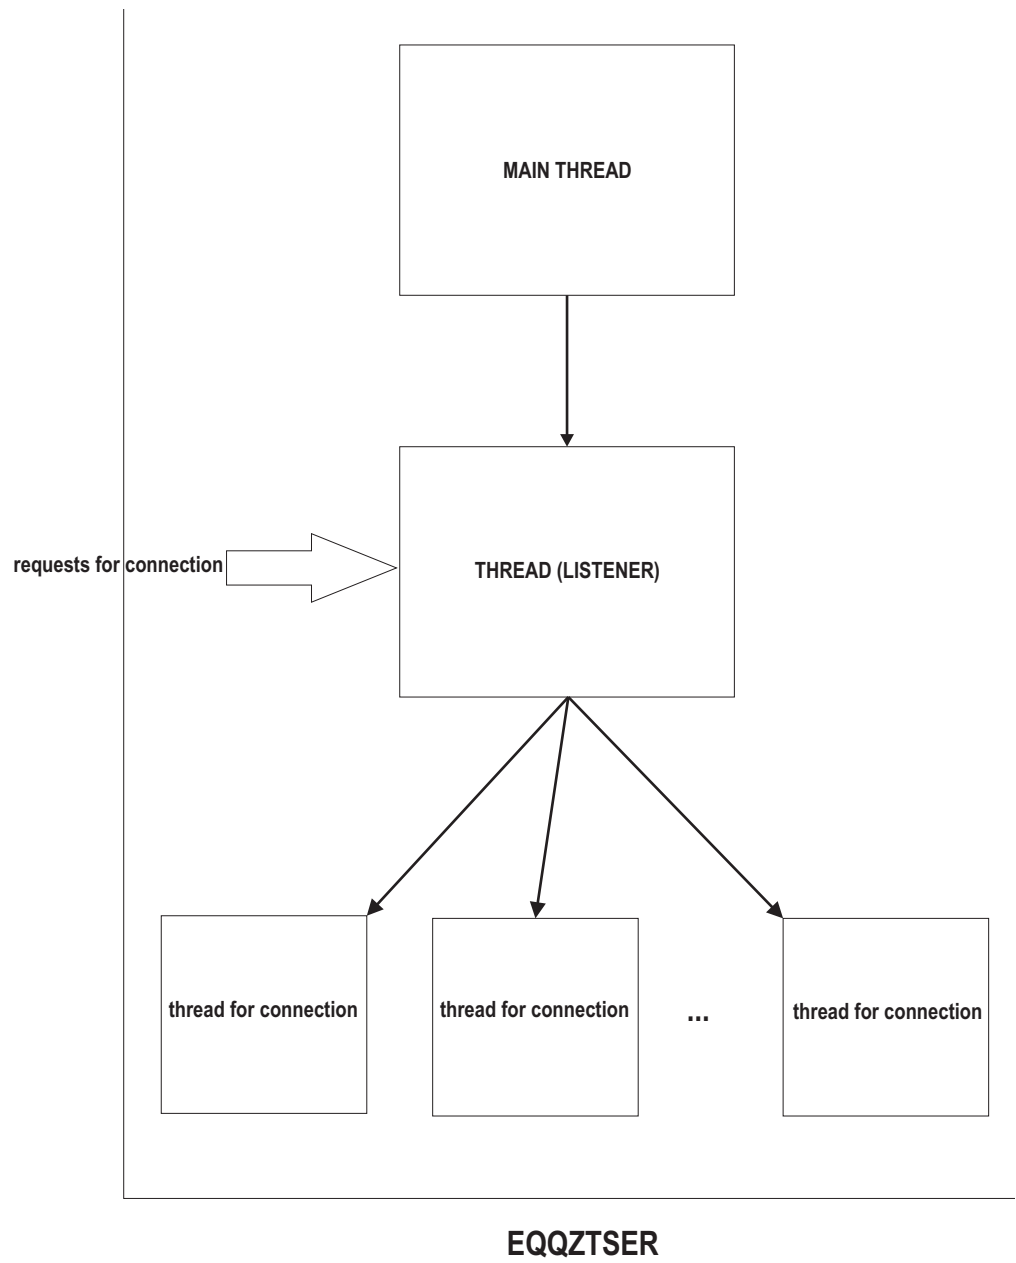 MAIN THREAD
requests for connection
THREAD (LISTENER)
thread for connection
thread for connection
...
thread for connection
EQQZTSER